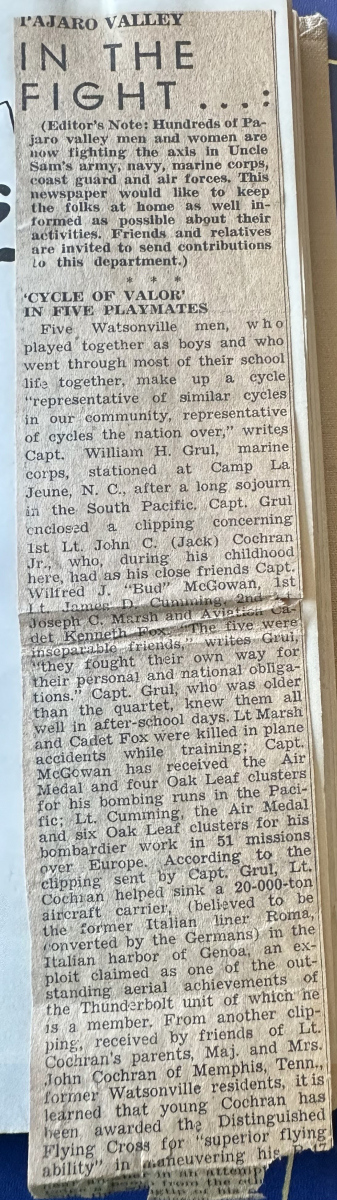 PAJARO VALLEY
IN THE
FIGHT...:
(Editor's Note: Hundreds of Pa-
jaro valley men and women are
now fighting the axis in Uncle
Sam's army, navy, marine corps,
coast guard and air forces. This
newspaper would like to keep
the folks at home as well in-
formed as possible about their
activities. Friends and relatives
are invited to send contributions
to this department.)
* * *
'CYCLE OF VALOR'
IN FIVE PLAYMATES
Five Watsonville men, who
played together as boys and who
went through most of their school
life together, make up a cycle
"representative of similar cycles
in our community, representative
of cycles the nation over," writes
Capt. William H. Grul, marine
corps, stationed at Camp La
Jeune, N. C., after a long sojourn
in the South Pacific. Capt. Grul
enclosed a clipping concerning
1st Lt. John C. (Jack) Cochran
Jr., who, during his childhood
here, had as his close friends Capt.
Wilfred J. "Bud" McGowan, 1st
Lt. James D. Cumming, 2nd Lt.
Joseph C. Marsh and Aviation Ca-
det Kenneth Fox. "The five were
inseparable friends," writes Grul,
"they fought their own way for
their personal and national obliga-
tions." Capt. Grul, who was older
than the quartet, knew them all
well in after-school days. Lt Marsh
and Cadet Fox were killed in plane
accidents while training; Capt.
McGowan has received the Air
Medal and four Oak Leaf clusters
for his bombing runs in the Paci-
fic; Lt. Cumming, the Air Medal
and six Oak Leaf clusters for his
bombardier work in 51 missions
over Europe. According to the
clipping sent by Capt. Grul, Lt.
Cochran helped sink a 20-000-ton
aircraft carrier, (believed to be
the former Italian liner Roma,
converted by the Germans) in the
Italian harbor of Genoa, an ex-
ploit claimed as one of the out-
standing aerial achievements of
the Thunderbolt unit of which he
is a member. From another clip-
ping, received by friends of Lt.
Cochran's parents, Maj. and Mrs.
John Cochran of Memphis, Tenn.,
former Watsonville residents, it is
learned that young Cochran has
been awarded the Distinguished
Flying Cross for "superior flying
ability" in maneuvering his P-47
in an attempt
from the